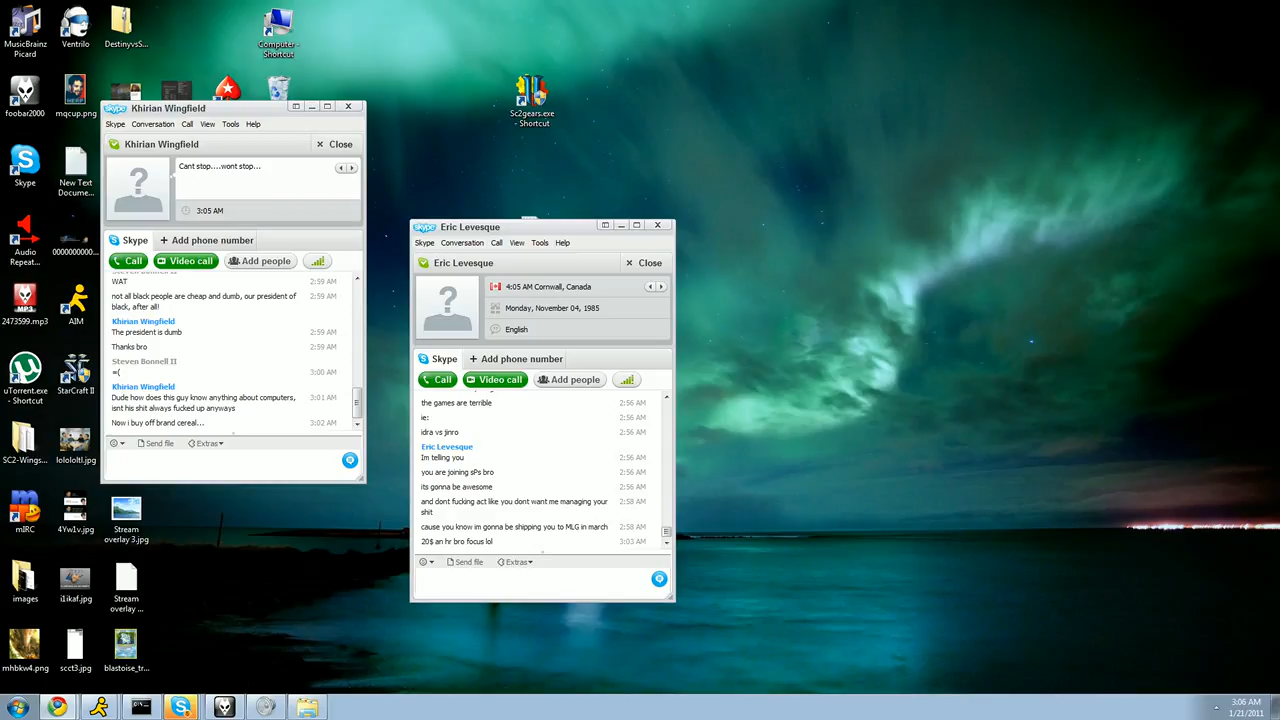 MusicBrainz
Picard
Ventrilo
DestinyvsS...
Computer -
Shortcut
foobar2000
mqcup.png
Sc2gears.exe
- Shortcut
Skype
New Text
Docume...
Audio
Repeat...
0000000000...
2473599.mp3
AIM
uTorrent.exe
- Shortcut
StarCraft II
SC2-Wings...
lolololtl.jpg
mIRC
4Yw1v.jpg
Stream
overlay 3.jpg
images
i1ikaf.jpg
Stream
overlay ...
mhbkw4.png
scct3.jpg
blastoise_tr...
skype Khirian Wingfield
Skype Conversation Call View Tools Help
Khirian Wingfield
Close
Cant stop....wont stop...
3:05 AM
Skype Add phone number
Call Video call Add people
Steven Bonnell II
WAT 2:59 AM
not all black people are cheap and dumb, our president of 2:59 AM
black, after all!
Khirian Wingfield
The president is dumb 2:59 AM
Thanks bro 2:59 AM
Steven Bonnell II
=( 3:00 AM
Khirian Wingfield
Dude how does this guy know anything about computers, 3:01 AM
isnt his shit always fucked up anyways
Now i buy off brand cereal... 3:02 AM
Send file Extras
skype Eric Levesque
Skype Conversation Call View Tools Help
Eric Levesque
Close
4:05 AM Cornwall, Canada
Monday, November 04, 1985
English
Skype Add phone number
Call Video call Add people
the games are terrible 2:56 AM
ie: 2:56 AM
idra vs jinro 2:56 AM
Eric Levesque
Im telling you 2:56 AM
you are joining sPs bro 2:56 AM
its gonna be awesome 2:56 AM
and dont fucking act like you dont want me managing your 2:58 AM
shit
cause you know im gonna be shipping you to MLG in march 2:58 AM
20$ an hr bro focus lol 3:03 AM
Send file Extras
3:06 AM
1/21/2011